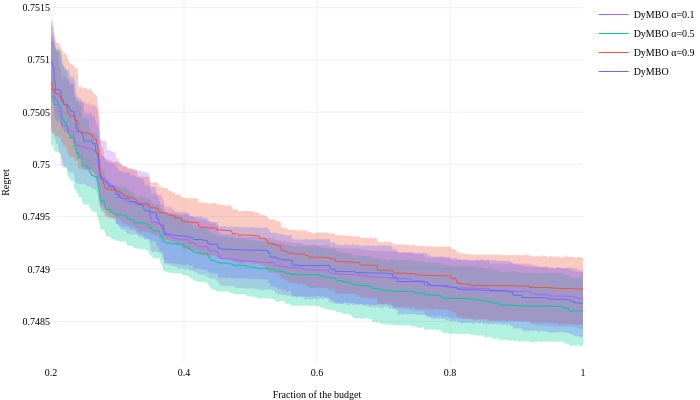 0.7515
0.751
0.7505
0.75
0.7495
0.749
0.7485
Regret
0.2
0.4
0.6
0.8
1
Fraction of the budget
DyMBO α=0.1
DyMBO α=0.5
DyMBO α=0.9
DyMBO